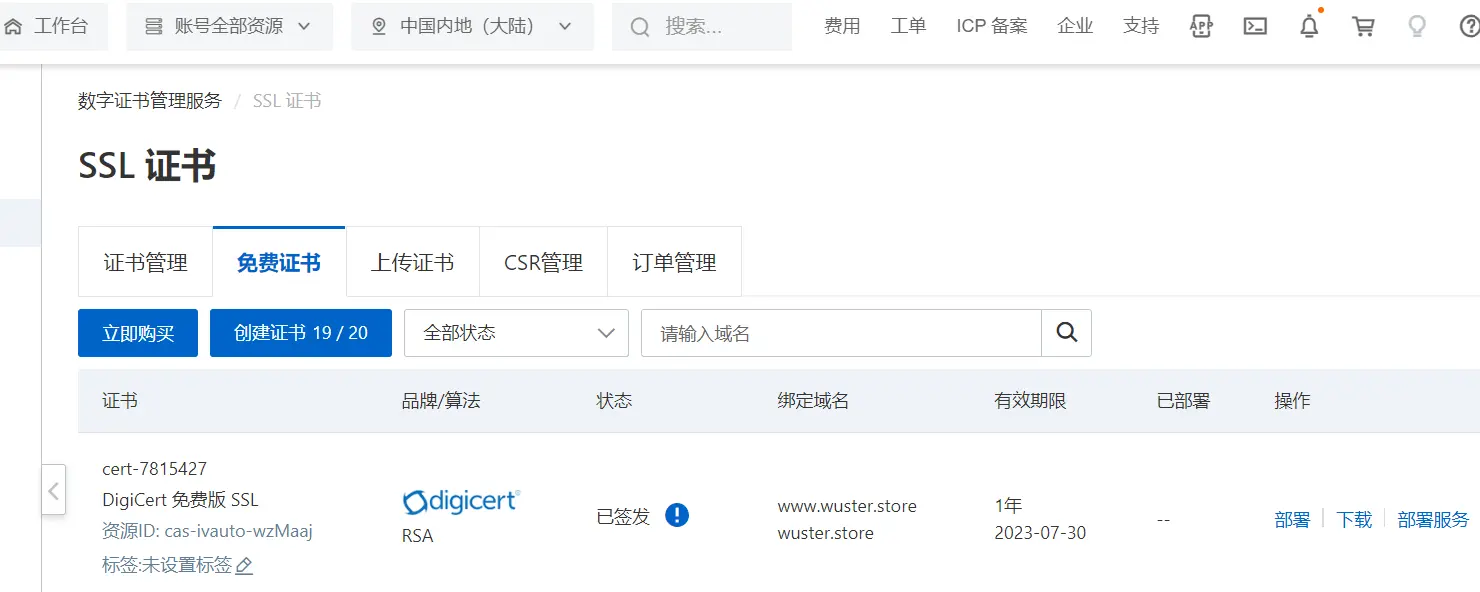 工作台 账号全部资源 中国内地（大陆） 搜索... 费用 工单 ICP 备案 企业 支持 APP
数字证书管理服务 / SSL 证书
SSL 证书
证书管理 免费证书 上传证书 CSR管理 订单管理
立即购买 创建证书 19 / 20 全部状态 请输入域名
证书 品牌/算法 状态 绑定域名 有效期限 已部署 操作
cert-7815427
DigiCert 免费版 SSL
资源ID: cas-ivauto-wzMaaj
标签:未设置标签
digicert®
RSA
已签发
www.wuster.store
wuster.store
1年
2023-07-30
--
部署 下载 部署服务